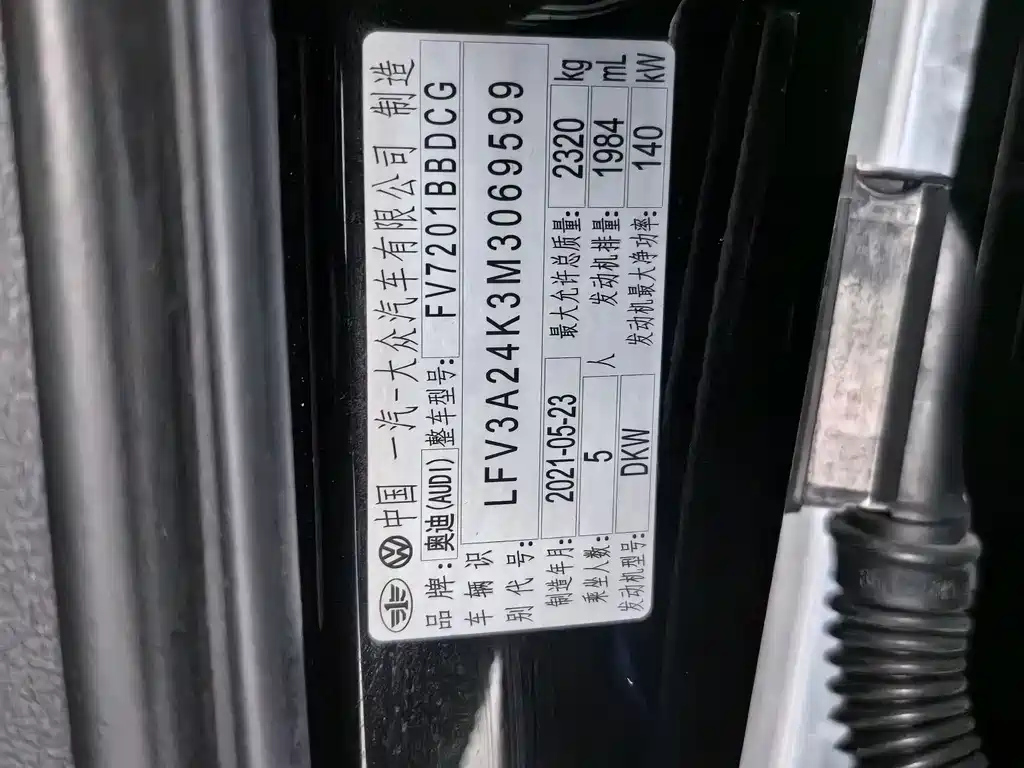 中国 一汽-大众汽车有限公司 制造
品牌: 奥迪(AUDI) 整车型号: FV7201BBDCG
车辆识别代号: LFV3A24K3M3069599
制造年月: 2021-05-23 最大允许总质量: 2320 kg
乘坐人数: 5 人 发动机排量: 1984 mL
发动机型号: DKW 发动机最大净功率: 140 kW